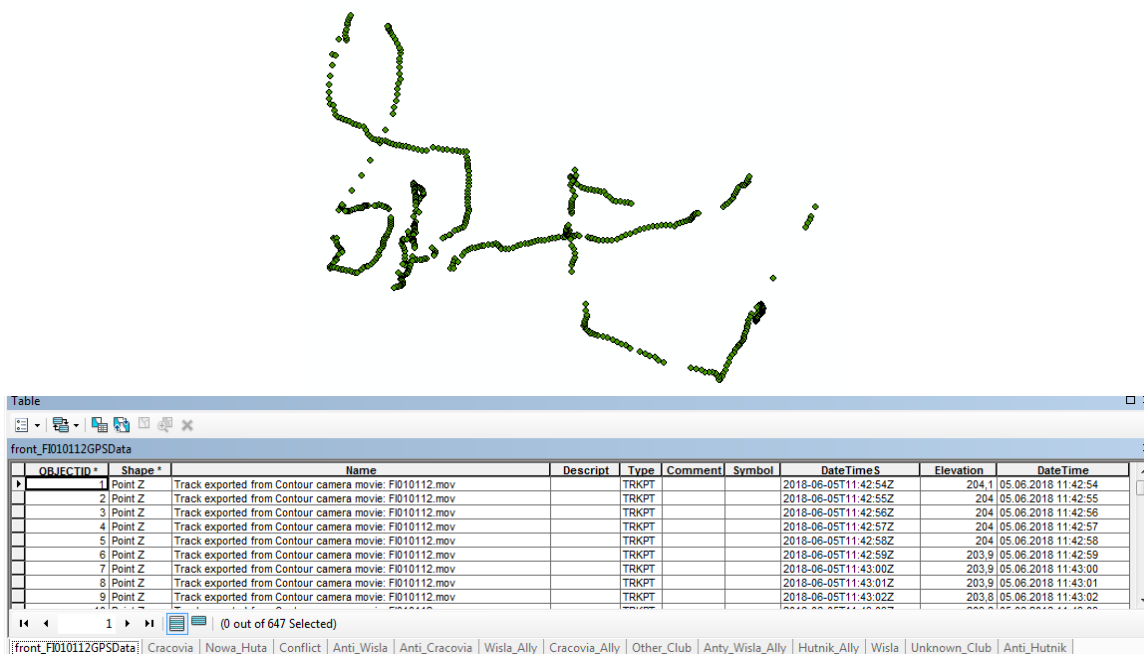 Table
front_FI010112GPSData
OBJECTID * Shape * Name Descript Type Comment Symbol DateTimeS Elevation DateTime
1 Point Z Track exported from Contour camera movie: FI010112.mov TRKPT 2018-06-05T11:42:54Z 204,1 05.06.2018 11:42:54
2 Point Z Track exported from Contour camera movie: FI010112.mov TRKPT 2018-06-05T11:42:55Z 204 05.06.2018 11:42:55
3 Point Z Track exported from Contour camera movie: FI010112.mov TRKPT 2018-06-05T11:42:56Z 204 05.06.2018 11:42:56
4 Point Z Track exported from Contour camera movie: FI010112.mov TRKPT 2018-06-05T11:42:57Z 204 05.06.2018 11:42:57
5 Point Z Track exported from Contour camera movie: FI010112.mov TRKPT 2018-06-05T11:42:58Z 204 05.06.2018 11:42:58
6 Point Z Track exported from Contour camera movie: FI010112.mov TRKPT 2018-06-05T11:42:59Z 203,9 05.06.2018 11:42:59
7 Point Z Track exported from Contour camera movie: FI010112.mov TRKPT 2018-06-05T11:43:00Z 203,9 05.06.2018 11:43:00
8 Point Z Track exported from Contour camera movie: FI010112.mov TRKPT 2018-06-05T11:43:01Z 203,9 05.06.2018 11:43:01
9 Point Z Track exported from Contour camera movie: FI010112.mov TRKPT 2018-06-05T11:43:02Z 203,8 05.06.2018 11:43:02
1 (0 out of 647 Selected)
front_FI010112GPSData Cracovia Nowa_Huta Conflict Anti_Wisla Anti_Cracovia Wisla_Ally Cracovia_Ally Other_Club Anty_Wisla_Ally Hutnik_Ally Wisla Unknown_Club Anti_Hutnik